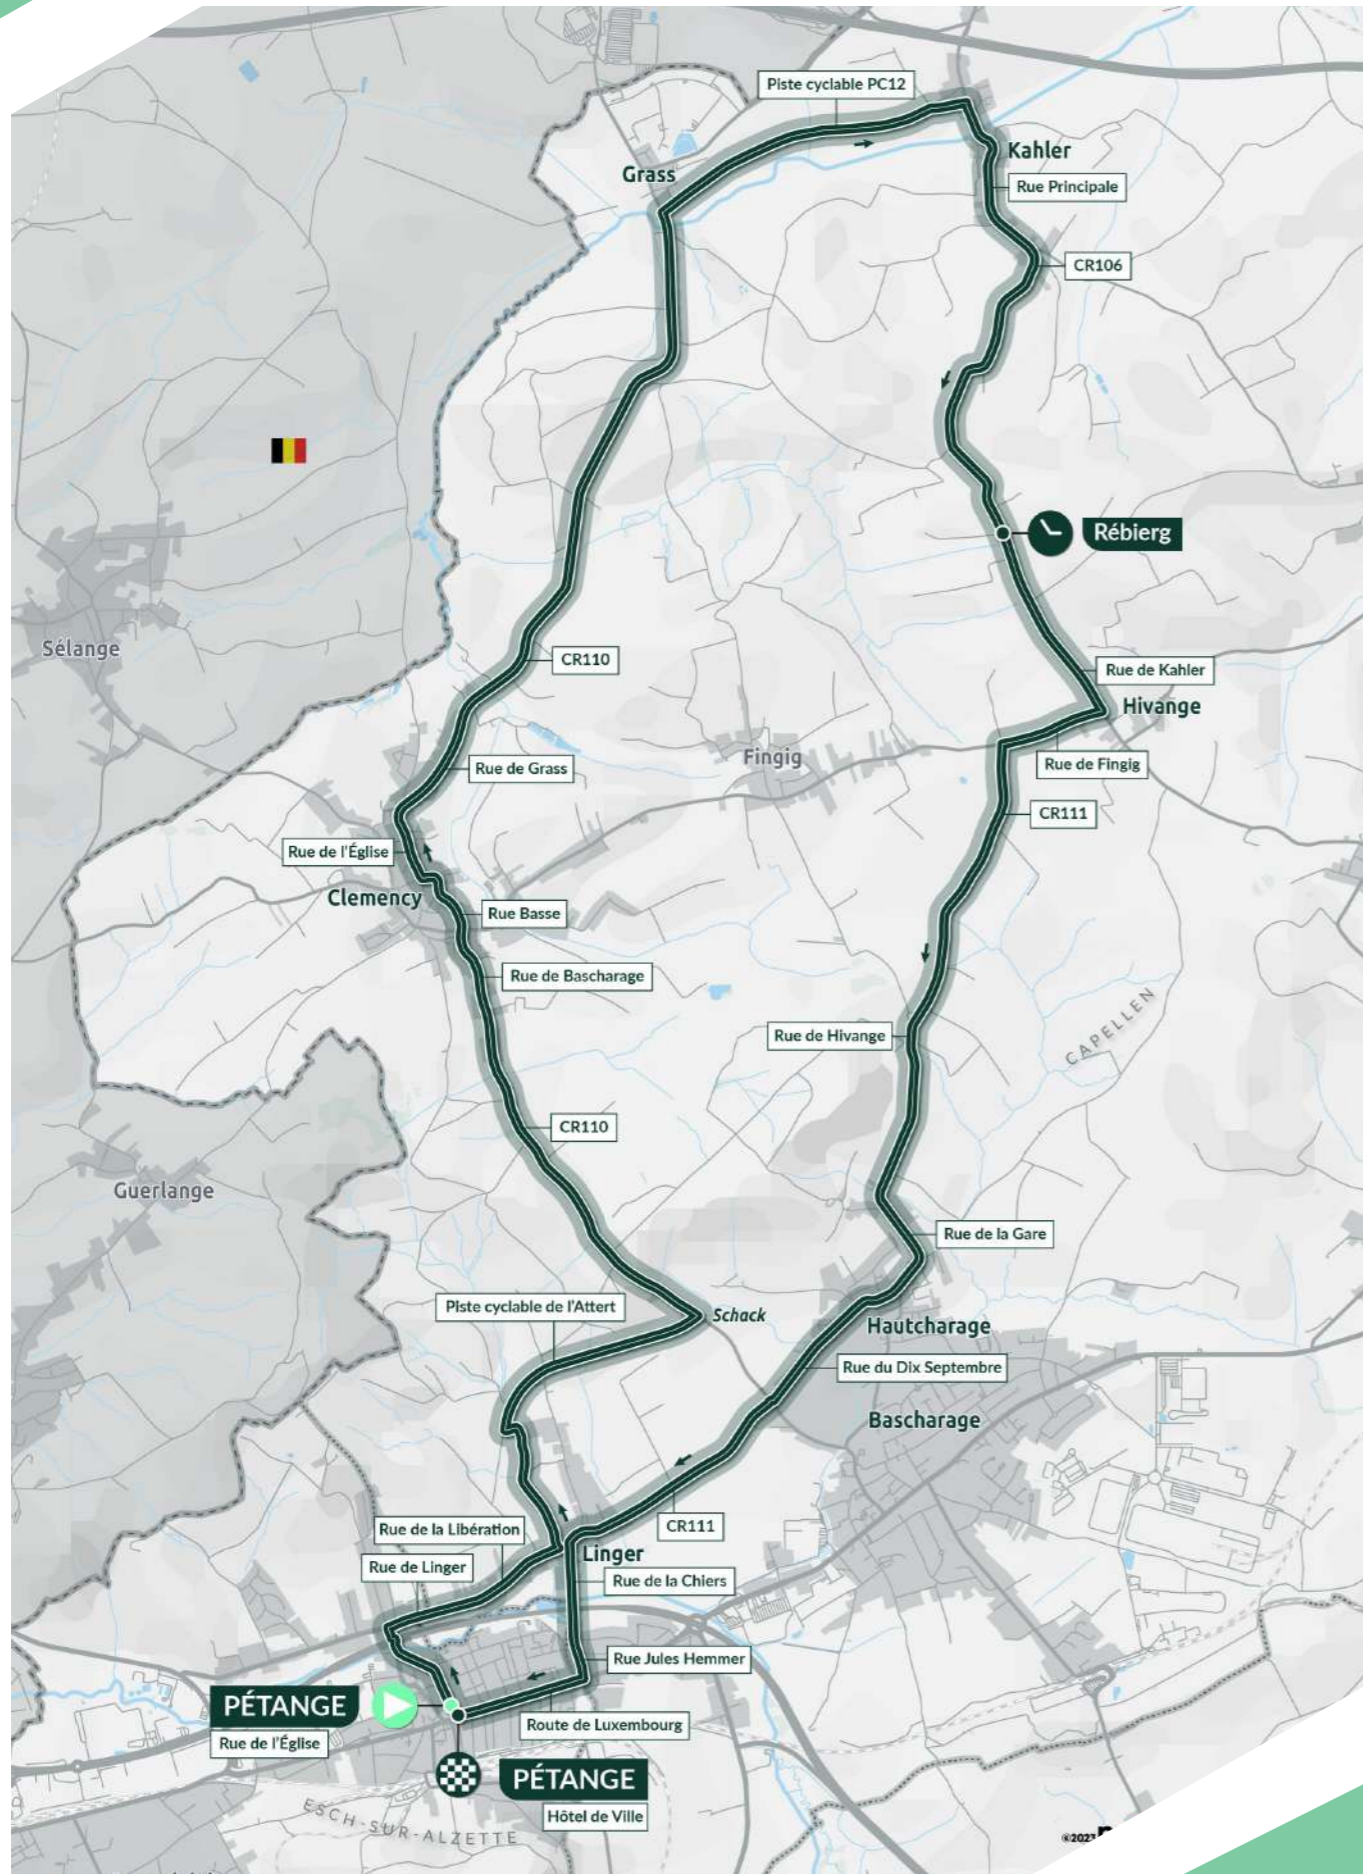 Piste cyclable PC12
Kahler
Grass
Rue Principale
CR106
Rébierg
Sélange
CR110
Rue de Kahler
Hivange
Fingig
Rue de Grass
Rue de Fingig
CR111
Rue de l'Église
Clemency
Rue Basse
Rue de Bascharage
CAPELLEN
Rue de Hivange
CR110
Guerlange
Rue de la Gare
Piste cyclable de l'Attert
Schack
Hautcharage
Rue du Dix Septembre
Bascharage
Rue de la Libération
CR111
Linger
Rue de Linger
Rue de la Chiers
Rue Jules Hemmer
PÉTANGE
Rue de l'Église
Route de Luxembourg
PÉTANGE
Hôtel de Ville
ESCH-SUR-ALZETTE
©2023